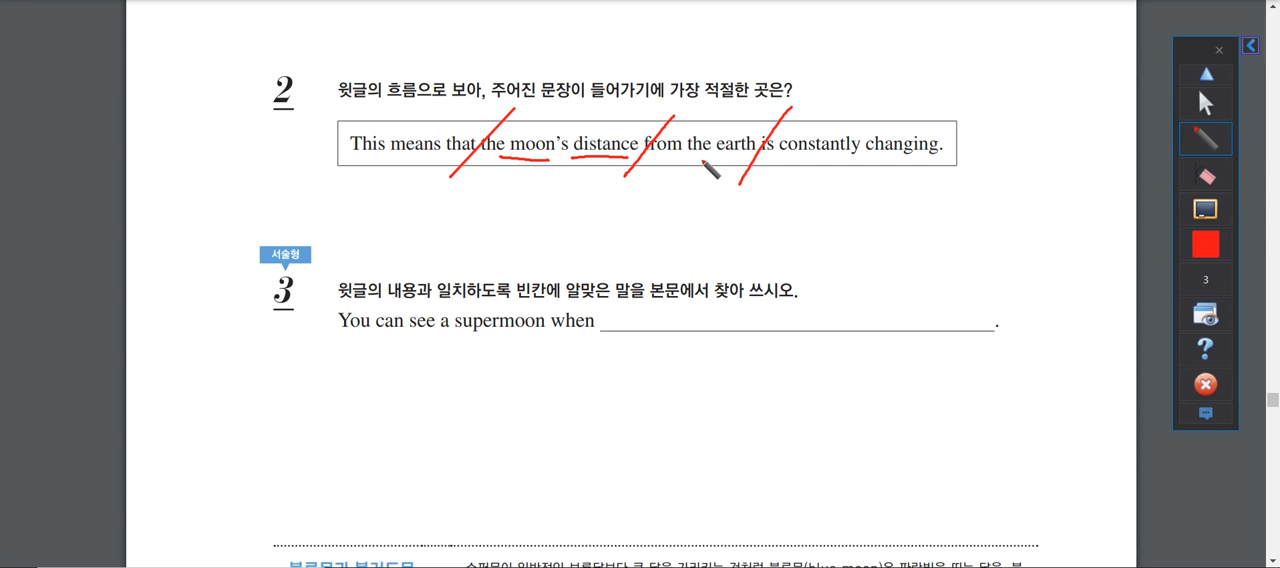 2 윗글의 흐름으로 보아, 주어진 문장이 들어가기에 가장 적절한 곳은?
This means that the moon's distance from the earth is constantly changing.
서술형
3 윗글의 내용과 일치하도록 빈칸에 알맞은 말을 본문에서 찾아 쓰시오.
You can see a supermoon when .
3